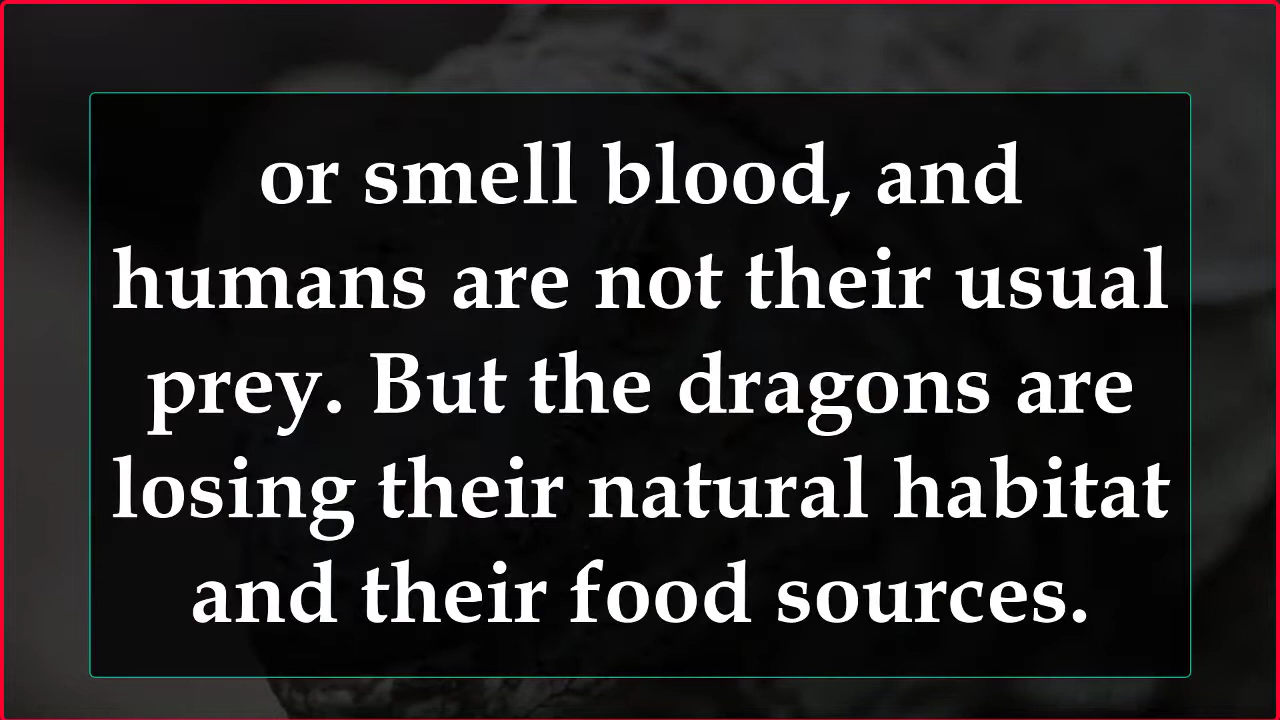 or smell blood, and
humans are not their usual
prey. But the dragons are
losing their natural habitat
and their food sources.